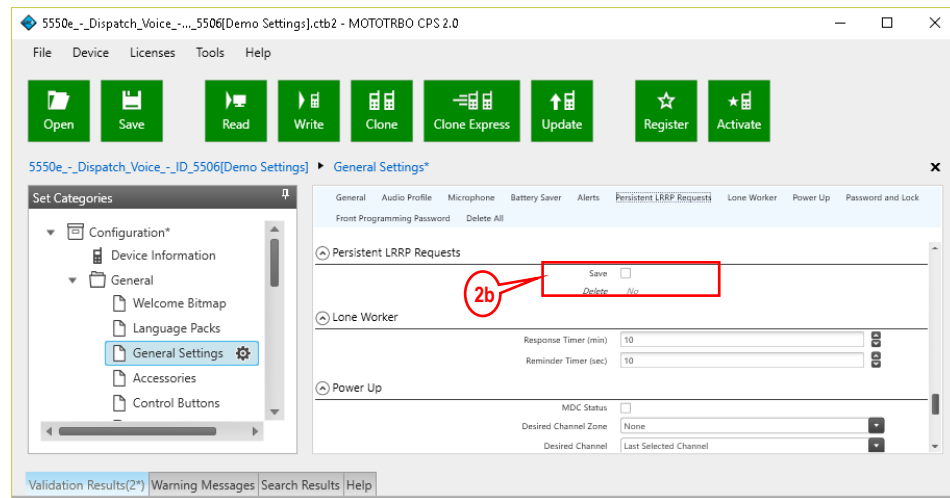 5550e_-_Dispatch_Voice_-..._5506[Demo Settings].ctb2 - MOTOTRBO CPS 2.0
File Device Licenses Tools Help
Open Save Read Write Clone Clone Express Update Register Activate
5550e_-_Dispatch_Voice_-_ID_5506[Demo Settings] General Settings*
Set Categories
Configuration*
Device Information
General
Welcome Bitmap
Language Packs
General Settings
Accessories
Control Buttons
General Audio Profile Microphone Battery Saver Alerts Persistent LRRP Requests Lone Worker Power Up Password and Lock
Front Programming Password Delete All
Persistent LRRP Requests
Save
2b
Delete No
Lone Worker
Response Timer (min) 10
Reminder Timer (sec) 10
Power Up
MDC Status
Desired Channel Zone None
Desired Channel Last Selected Channel
Validation Results(2*) Warning Messages Search Results Help